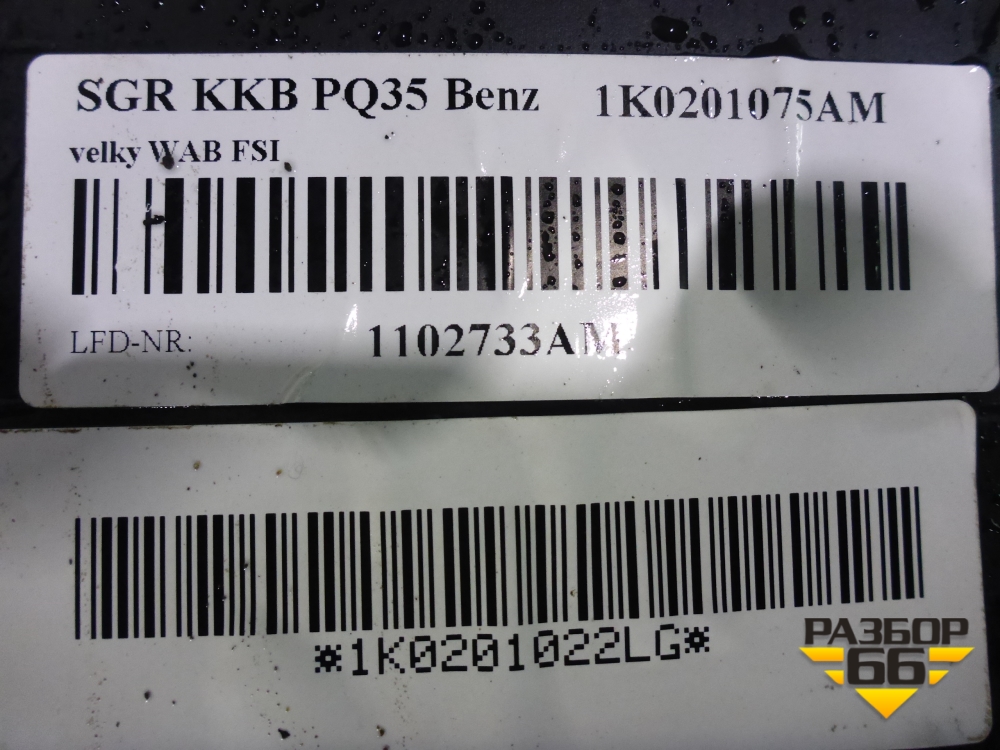 SGR KKB PQ35 Benz 1K0201075AM
velky WAB FSI
LFD-NR: 1102733AM
*1K0201022LG*
РАЗБОР
66